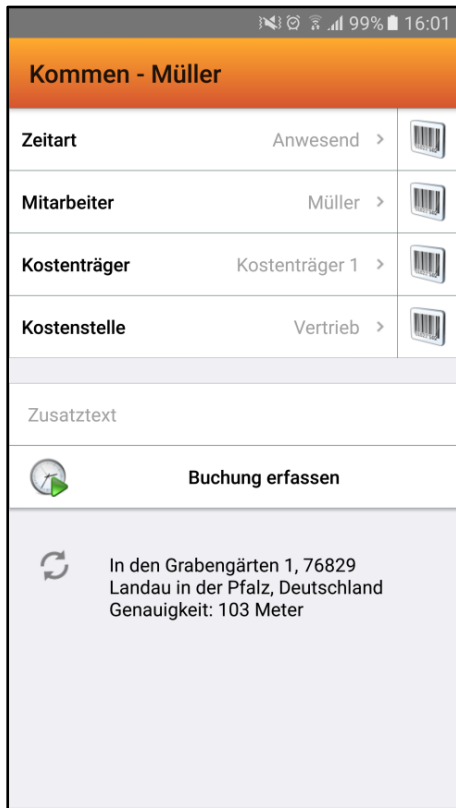 99% 16:01
Kommen - Müller
Zeitart Anwesend >
Mitarbeiter Müller >
Kostenträger Kostenträger 1 >
Kostenstelle Vertrieb >
Zusatztext
Buchung erfassen
In den Grabengärten 1, 76829
Landau in der Pfalz, Deutschland
Genauigkeit: 103 Meter